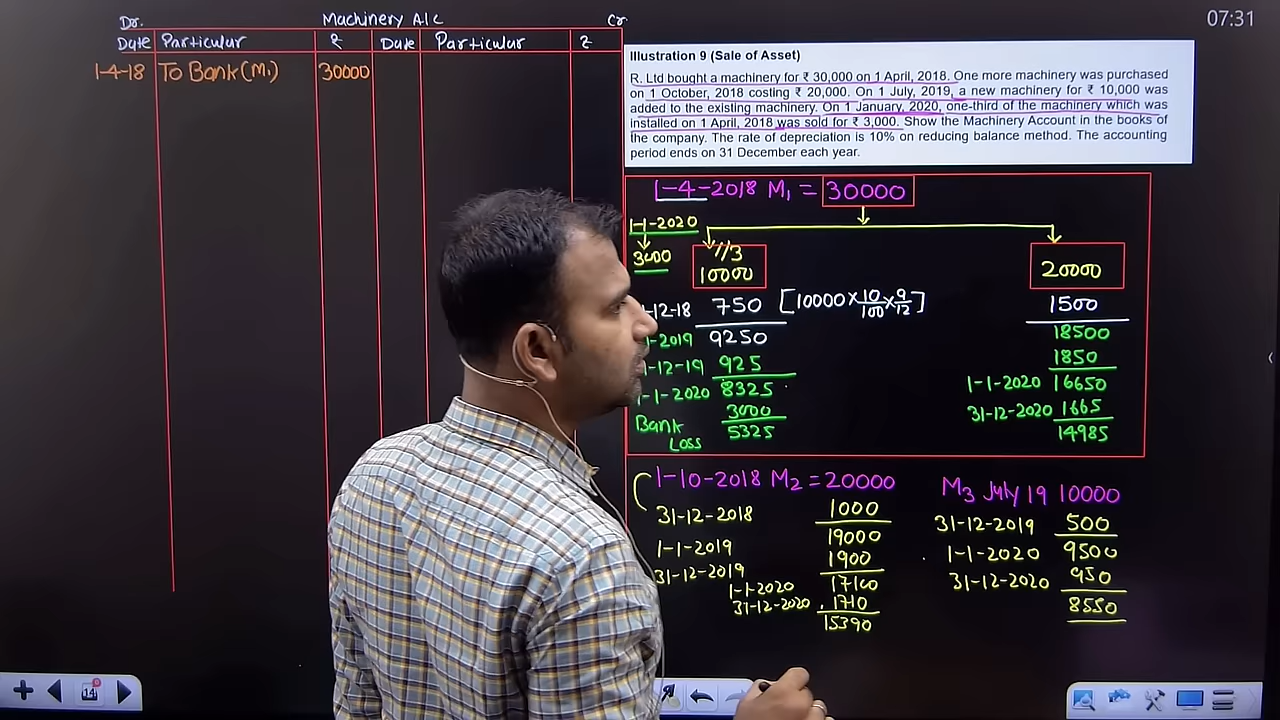 07:31
Dr. Machinery A/c Cr.
Date Particular ₹ Date Particular ₹
1-4-18 To Bank (M₁) 30000
Illustration 9 (Sale of Asset)
R. Ltd bought a machinery for ₹ 30,000 on 1 April, 2018. One more machinery was purchased
on 1 October, 2018 costing ₹ 20,000. On 1 July, 2019, a new machinery for ₹ 10,000 was
added to the existing machinery. On 1 January, 2020, one-third of the machinery which was
installed on 1 April, 2018 was sold for ₹ 3,000. Show the Machinery Account in the books of
the company. The rate of depreciation is 10% on reducing balance method. The accounting
period ends on 31 December each year.
1-4-2018 M₁ = 30000
1-1-2020
3000
1/3
10000
20000
-12-18 750 [10000 × 10/100 × 9/12]
9250
-2019
-12-19 925
1-2020 8325
Bank 3000
Loss 5325
1500
18500
1850
1-1-2020 16650
31-12-2020 1665
14985
1-10-2018 M₂ = 20000
31-12-2018 1000
19000
1-1-2019
31-12-2019 1900
1-1-2020 17100
31-12-2020 1710
15390
M₃ July 19 10000
31-12-2019 500
1-1-2020 9500
31-12-2020 950
8550
14